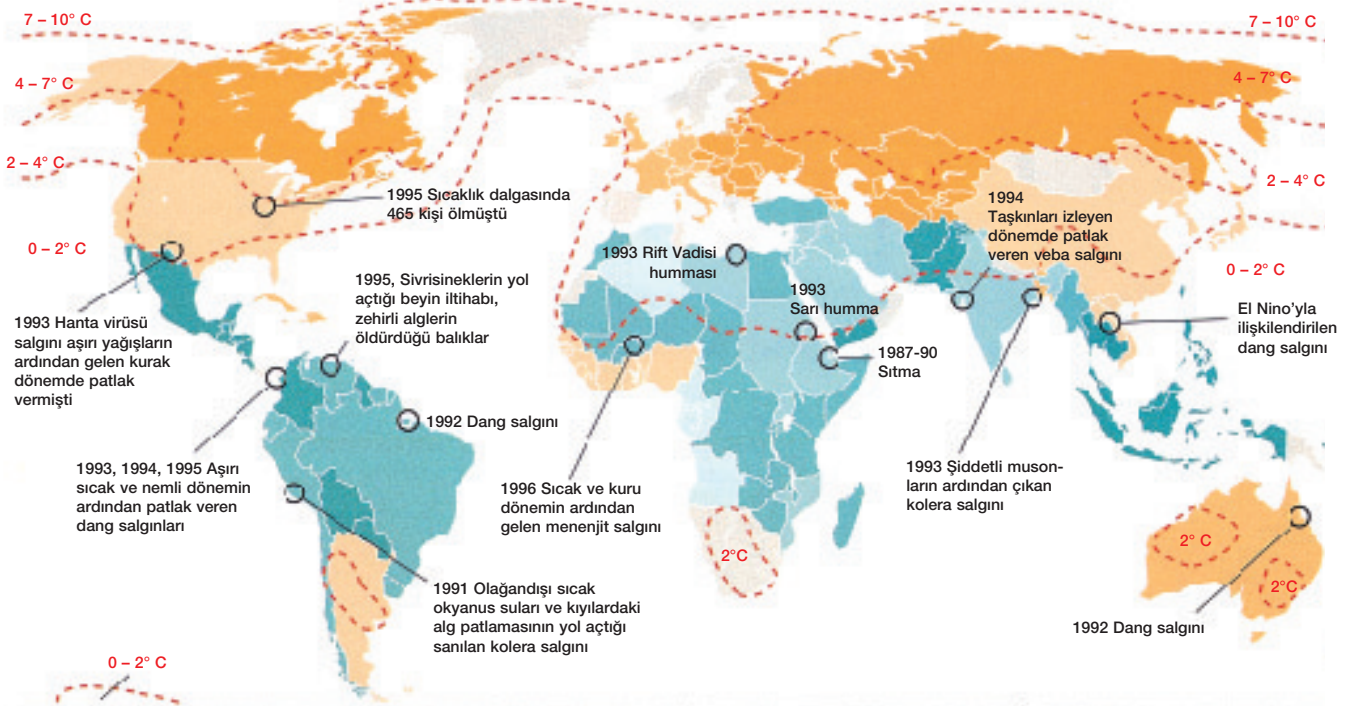 7 – 10° C
7 – 10° C
4 – 7° C
4 – 7° C
2 – 4° C
2 – 4° C
0 – 2° C
0 – 2° C
1995 Sıcaklık dalgasında
465 kişi ölmüştü
1994
Taşkınları izleyen
dönemde patlak
veren veba salgını
1993 Rift Vadisi
humması
1993
Sarı humma
1987-90
Sıtma
1995, Sivrisineklerin yol
açtığı beyin iltihabı,
zehirli alglerin
öldürdüğü balıklar
El Nino’yla
ilişkilendirilen
dang salgını
1993 Hanta virüsü
salgını aşırı yağışların
ardından gelen kurak
dönemde patlak
vermişti
1992 Dang salgını
1993, 1994, 1995 Aşırı
sıcak ve nemli dönemin
ardından patlak veren
dang salgınları
1996 Sıcak ve kuru
dönemin ardından
gelen menenjit salgını
1993 Şiddetli muson-
ların ardından çıkan
kolera salgını
2°C
2° C
2°C
1991 Olağandışı sıcak
okyanus suları ve kıyılardaki
alg patlamasının yol açtığı
sanılan kolera salgını
1992 Dang salgını
0 – 2° C